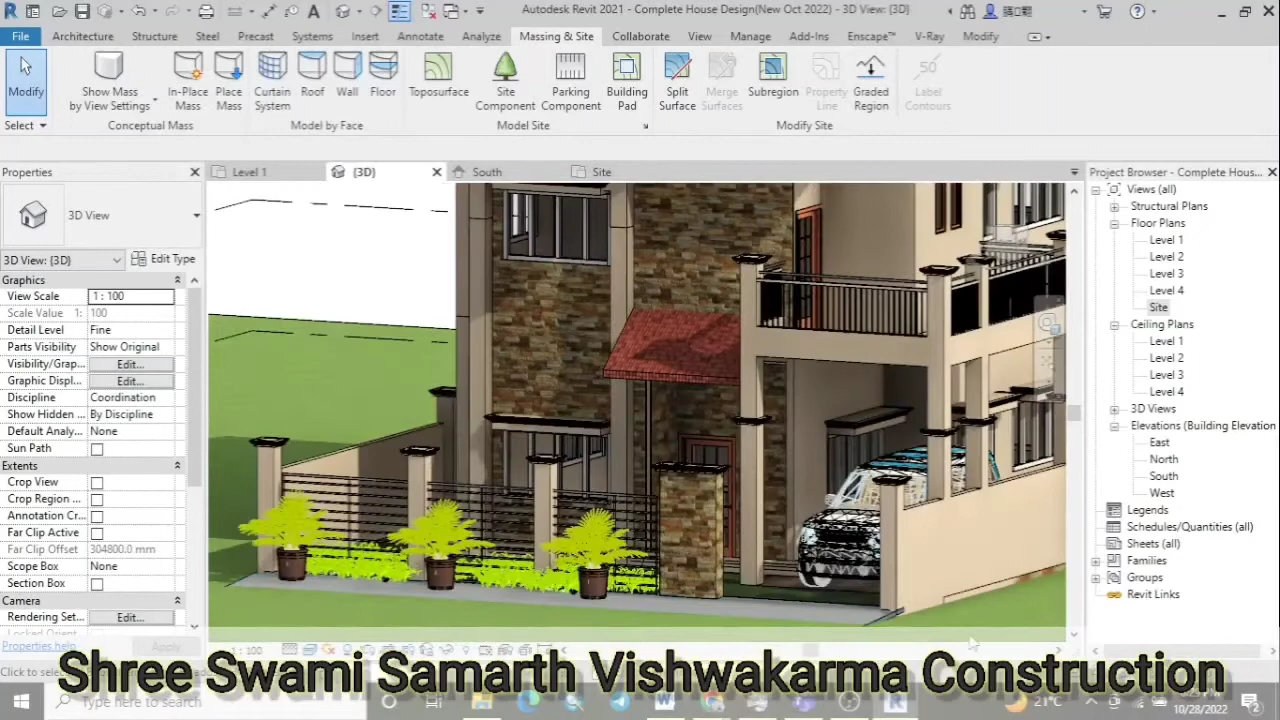 Autodesk Revit 2021 - Complete House Design(New Oct 2022) - 3D View: {3D}
File Architecture Structure Steel Precast Systems Insert Annotate Analyze Massing & Site Collaborate View Manage Add-Ins Enscape™ V-Ray Modify
Modify
Show Mass by View Settings
In-Place Mass
Place Mass
Curtain System
Roof
Wall
Floor
Toposurface
Site Component
Parking Component
Building Pad
Split Surface
Merge Surfaces
Subregion
Property Line
Graded Region
50
Label Contours
Select
Conceptual Mass
Model by Face
Model Site
Modify Site
Properties
Level 1
{3D}
South
Site
Project Browser - Complete Hous...
3D View
3D View: {3D}
Edit Type
Graphics
View Scale 1 : 100
Scale Value 1: 100
Detail Level Fine
Parts Visibility Show Original
Visibility/Grap... Edit...
Graphic Displ... Edit...
Discipline Coordination
Show Hidden ... By Discipline
Default Analy... None
Sun Path
Extents
Crop View
Crop Region ...
Annotation Cr...
Far Clip Active
Far Clip Offset 304800.0 mm
Scope Box None
Section Box
Camera
Rendering Set... Edit...
Properties help
Apply
Views (all)
Structural Plans
Floor Plans
Level 1
Level 2
Level 3
Level 4
Site
Ceiling Plans
Level 1
Level 2
Level 3
Level 4
3D Views
Elevations (Building Elevation
East
North
South
West
Legends
Schedules/Quantities (all)
Sheets (all)
Families
Groups
Revit Links
1 : 100
Shree Swami Samarth Vishwakarma Construction
Type here to search
21°C
10/28/2022